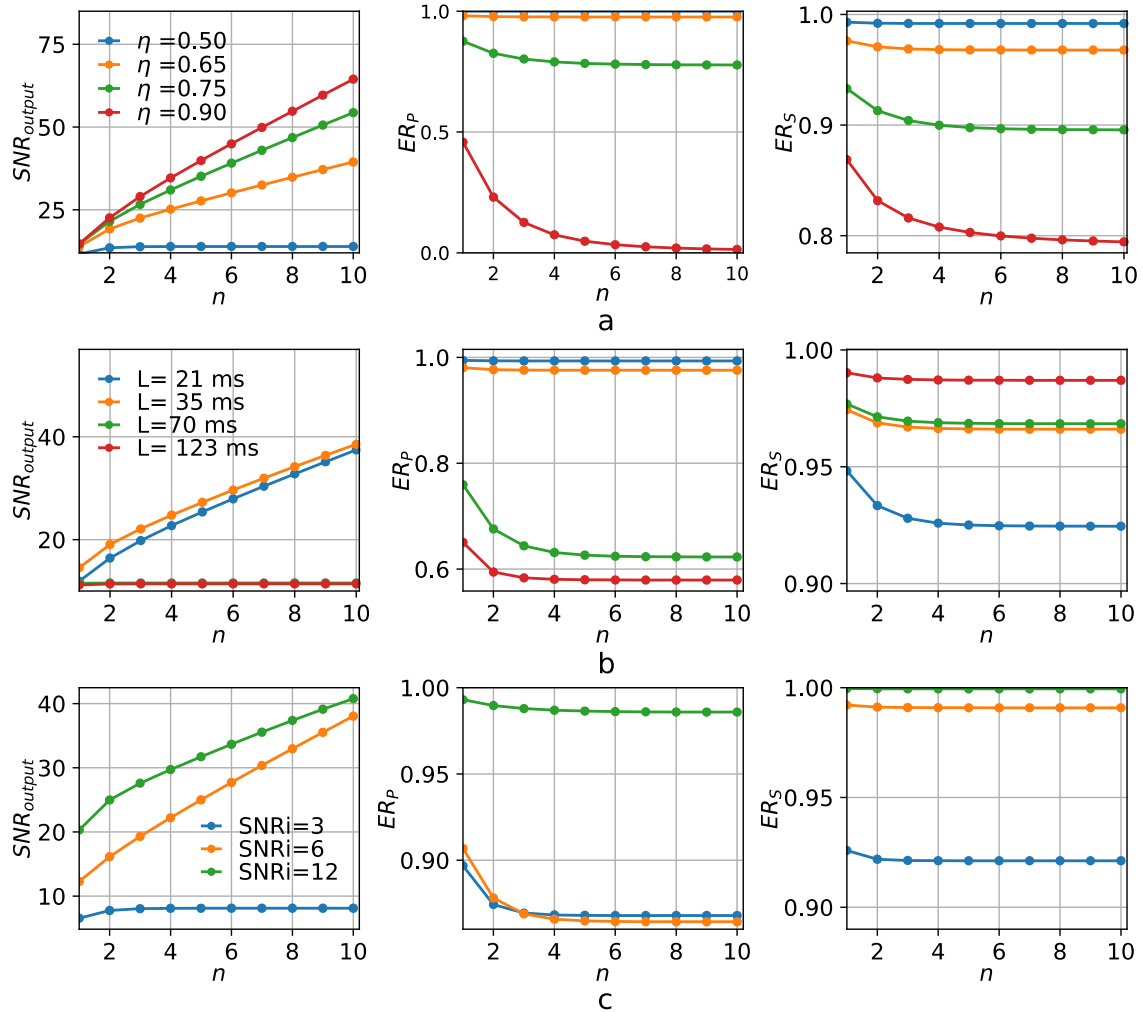 SNR_output
75
50
25
η =0.50
η =0.65
η =0.75
η =0.90
2 4 6 8 10
n
ER_P
1.0
0.5
0.0
2 4 6 8 10
n
ER_S
1.0
0.9
0.8
2 4 6 8 10
n
a
SNR_output
40
20
L= 21 ms
L= 35 ms
L=70 ms
L= 123 ms
2 4 6 8 10
n
ER_P
1.0
0.8
0.6
2 4 6 8 10
n
ER_S
1.00
0.95
0.90
2 4 6 8 10
n
b
SNR_output
40
30
20
10
SNRi=3
SNRi=6
SNRi=12
2 4 6 8 10
n
ER_P
1.00
0.95
0.90
2 4 6 8 10
n
ER_S
1.00
0.95
0.90
2 4 6 8 10
n
c